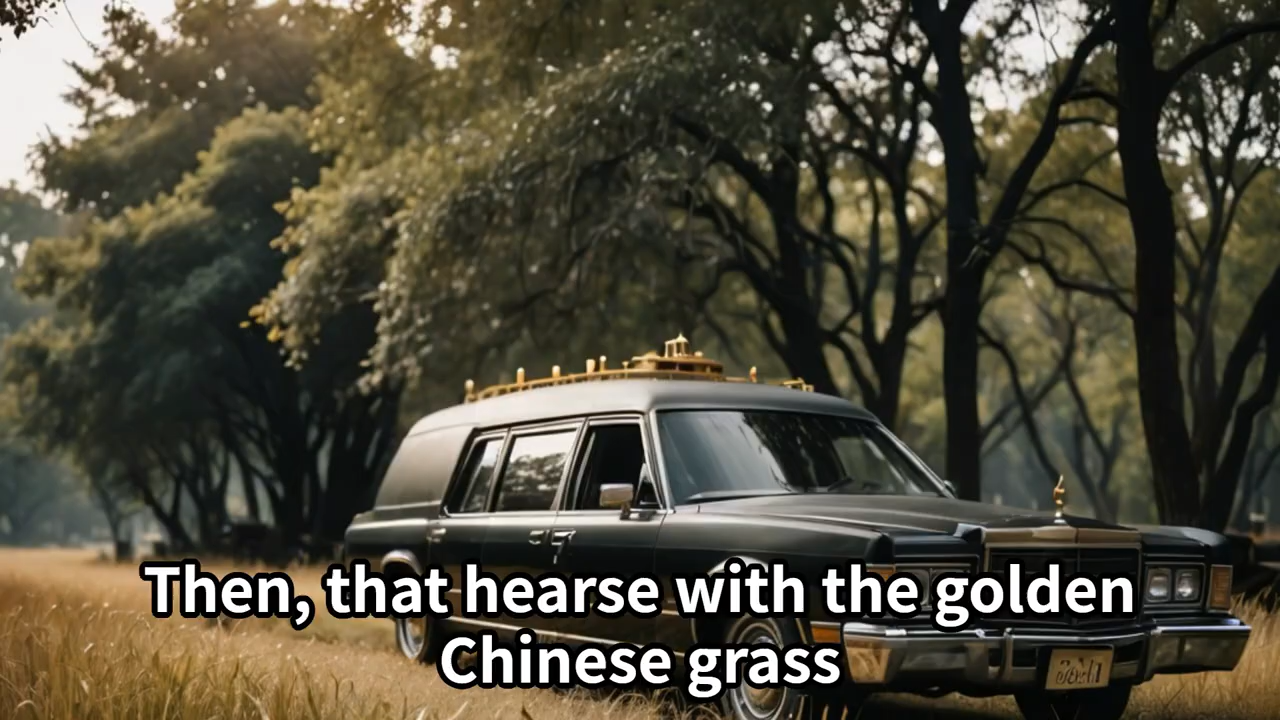 Then, that hearse with the golden
Chinese grass